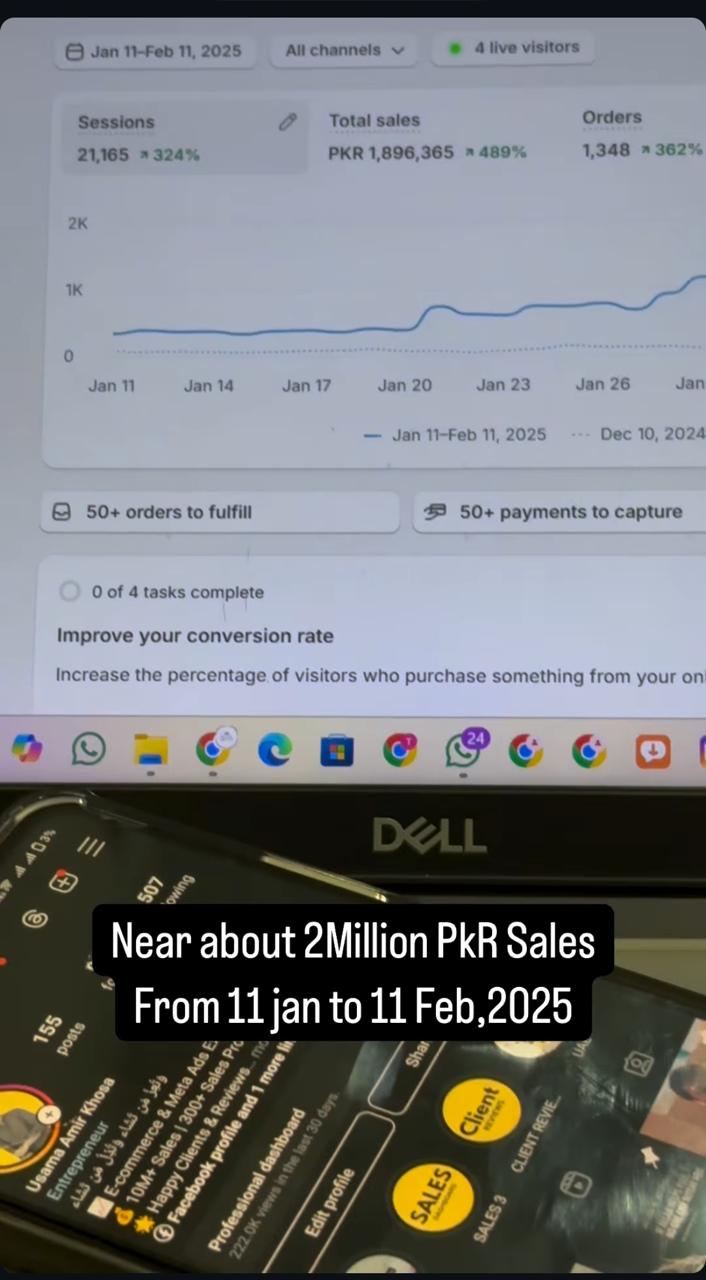 Jan 11–Feb 11, 2025
All channels
4 live visitors
Sessions
21,165 ↗ 324%
Total sales
PKR 1,896,365 ↗ 489%
Orders
1,348 ↗ 362%
2K
1K
0
Jan 11 Jan 14 Jan 17 Jan 20 Jan 23 Jan 26 Jan
Jan 11–Feb 11, 2025
Dec 10, 2024
50+ orders to fulfill
50+ payments to capture
0 of 4 tasks complete
Improve your conversion rate
Increase the percentage of visitors who purchase something from your onl
24
DELL
Near about 2Million PkR Sales
From 11 jan to 11 Feb,2025
3%
155
posts
507
Usama Amir Khosa
Entrepreneur
E-commerce & Meta Ads E
10M+ Sales | 300+ Sales Pro
Happy Clients & Reviews...
Facebook profile and 1 more
Professional dashboard
222.0K views in the last 30 days.
Edit profile
Shar
SALES
SALES 3
Client
REVIEWS
CLIENT REVIE...